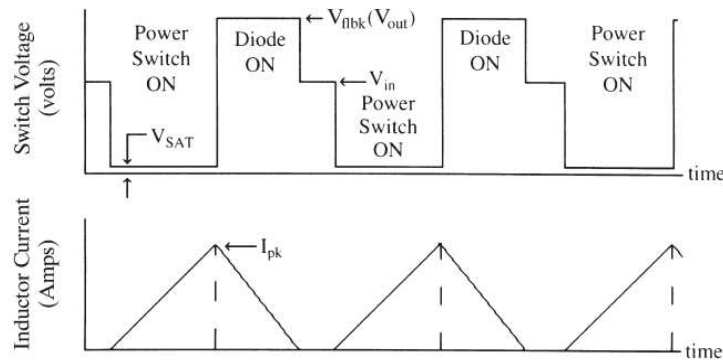 Switch Voltage
(volts)
Power
Switch
ON
Diode
ON
V_flbk(V_out)
V_in
Power
Switch
ON
Diode
ON
Power
Switch
ON
V_SAT
time
Inductor Current
(Amps)
I_pk
time